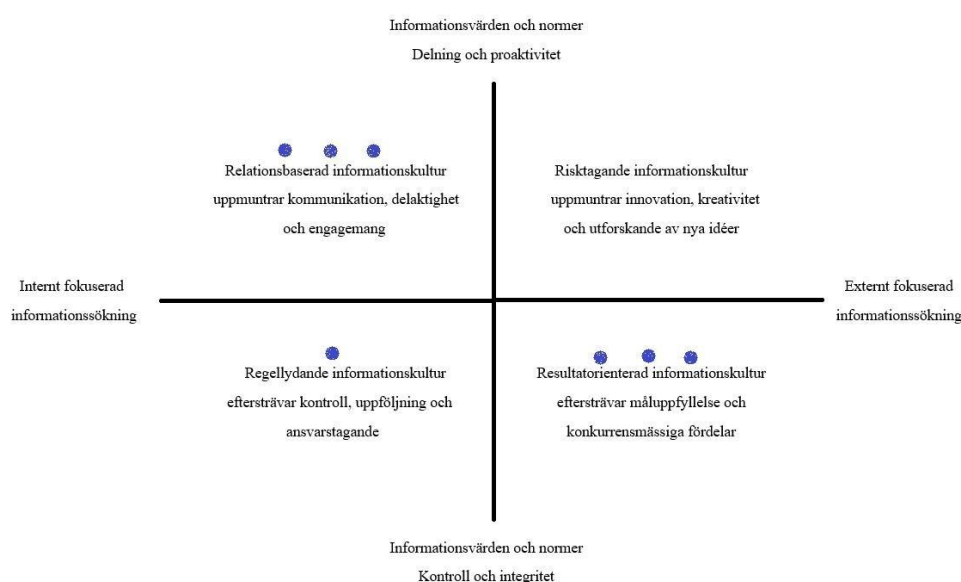 Informationsvärden och normer
Delning och proaktivitet
Relationsbaserad informationskultur
uppmuntrar kommunikation, delaktighet
och engagemang
Risktagande informationskultur
uppmuntrar innovation, kreativitet
och utforskande av nya idéer
Internt fokuserad
informationssökning
Externt fokuserad
informationssökning
Regellydande informationskultur
eftersträvar kontroll, uppföljning och
ansvarstagande
Resultatorienterad informationskultur
eftersträvar måluppfyllelse och
konkurrensmässiga fördelar
Informationsvärden och normer
Kontroll och integritet